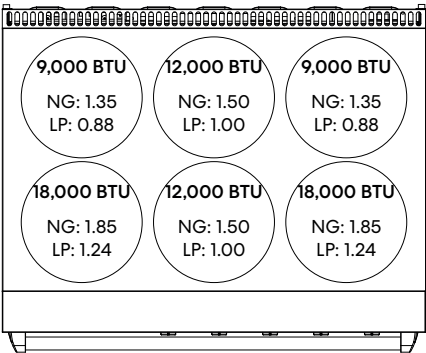 9,000 BTU
NG: 1.35
LP: 0.88
12,000 BTU
NG: 1.50
LP: 1.00
9,000 BTU
NG: 1.35
LP: 0.88
18,000 BTU
NG: 1.85
LP: 1.24
12,000 BTU
NG: 1.50
LP: 1.00
18,000 BTU
NG: 1.85
LP: 1.24